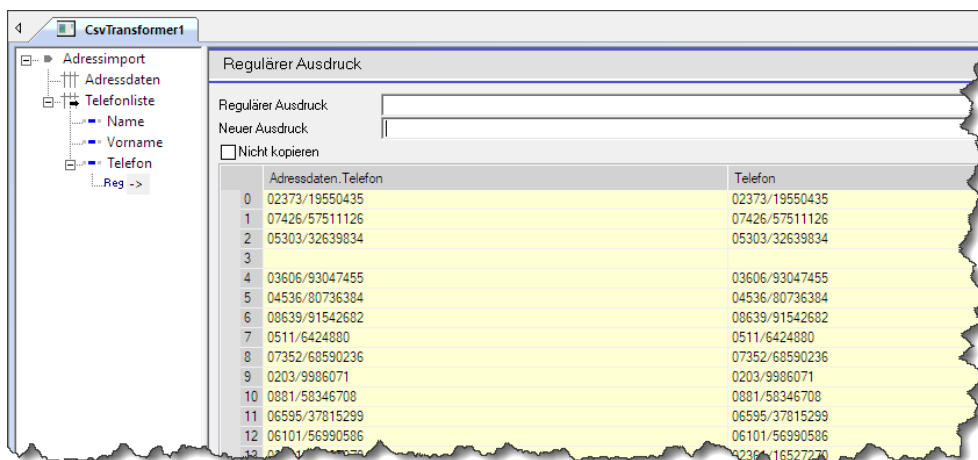 CsvTransformer1
Adressimport
Adressdaten
Telefonliste
Name
Vorname
Telefon
Reg ->
Regulärer Ausdruck
Regulärer Ausdruck
Neuer Ausdruck
Nicht kopieren
Adressdaten.Telefon Telefon
0 02373/19550435 02373/19550435
1 07426/57511126 07426/57511126
2 05303/32639834 05303/32639834
3
4 03606/93047455 03606/93047455
5 04536/80736384 04536/80736384
6 08639/91542682 08639/91542682
7 0511/6424880 0511/6424880
8 07352/68590236 07352/68590236
9 0203/9986071 0203/9986071
10 0881/58346708 0881/58346708
11 06595/37815299 06595/37815299
12 06101/56990586 06101/56990586
13